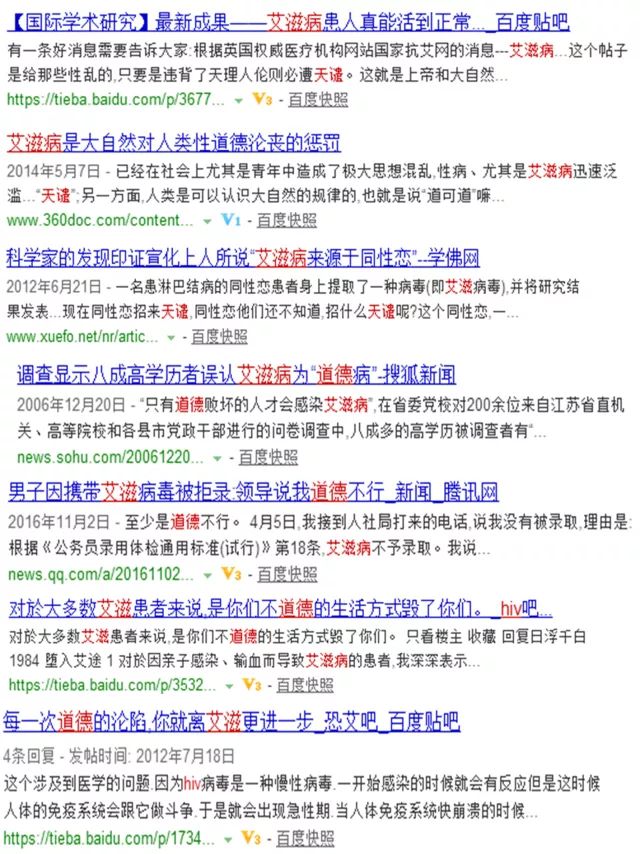 【国际学术研究】最新成果——艾滋病患人真能活到正常..._百度贴吧
有一条好消息需要告诉大家:根据英国权威医疗机构网站国家抗艾网的消息---艾滋病...这个帖子
是给那些性乱的,只要是违背了天理人伦则必遭天谴。这就是上帝和大自然...
https://tieba.baidu.com/p/3677... V3 - 百度快照
艾滋病是大自然对人类性道德沦丧的惩罚
2014年5月7日 - 已经在社会上尤其是青年中造成了极大思想混乱,性病、尤其是艾滋病迅速泛
滥...“天谴”;另一方面,人类是可以认识大自然的规律的,也就是说“道可道”嘛...
www.360doc.com/content... V1 - 百度快照
科学家的发现印证宣化上人所说“艾滋病来源于同性恋”--学佛网
2012年6月21日 - 一名患淋巴结病的同性恋患者身上提取了一种病毒(即艾滋病毒),并将研究结
果发表...现在同性恋招来天谴,同性恋他们还不知道,招什么天谴呢?这个同性恋,一...
www.xuefo.net/nr/artic... - 百度快照
调查显示八成高学历者误认艾滋病为“道德病”-搜狐新闻
2006年12月20日 - “只有道德败坏的人才会感染艾滋病”,在省委党校对200余位来自江苏省直机
关、高等院校和各县市党政干部进行的问卷调查中,八成多的高学历被调查者有“...
news.sohu.com/20061220... - 百度快照
男子因携带艾滋病毒被拒录:领导说我道德不行_新闻_腾讯网
2016年11月2日 - 至少是道德不行。 4月5日,我接到人社局打来的电话,说我没有被录取,理由是:
根据《公务员录用体检通用标准(试行)》第18条,艾滋病不予录取。我说...
news.qq.com/a/20161102... V3 - 百度快照
对於大多数艾滋患者来说,是你们不道德的生活方式毁了你们。_hiv吧...
对於大多数艾滋患者来说,是你们不道德的生活方式毁了你们。 只看楼主 收藏 回复日浮千白
1984 堕入艾途 1 对於因亲子感染、输血而导致艾滋病的患者,我深深表示...
https://tieba.baidu.com/p/3532... V3 - 百度快照
每一次道德的沦陷,你就离艾滋更进一步_恐艾吧_百度贴吧
4条回复 - 发帖时间: 2012年7月18日
这个涉及到医学的问题.因为hiv病毒是一种慢性病毒.一开始感染的时候就会有反应但是这时候
人体的免疫系统会跟它做斗争.于是就会出现急性期.当人体免疫系统快崩溃的时候...
https://tieba.baidu.com/p/1734... V3 - 百度快照